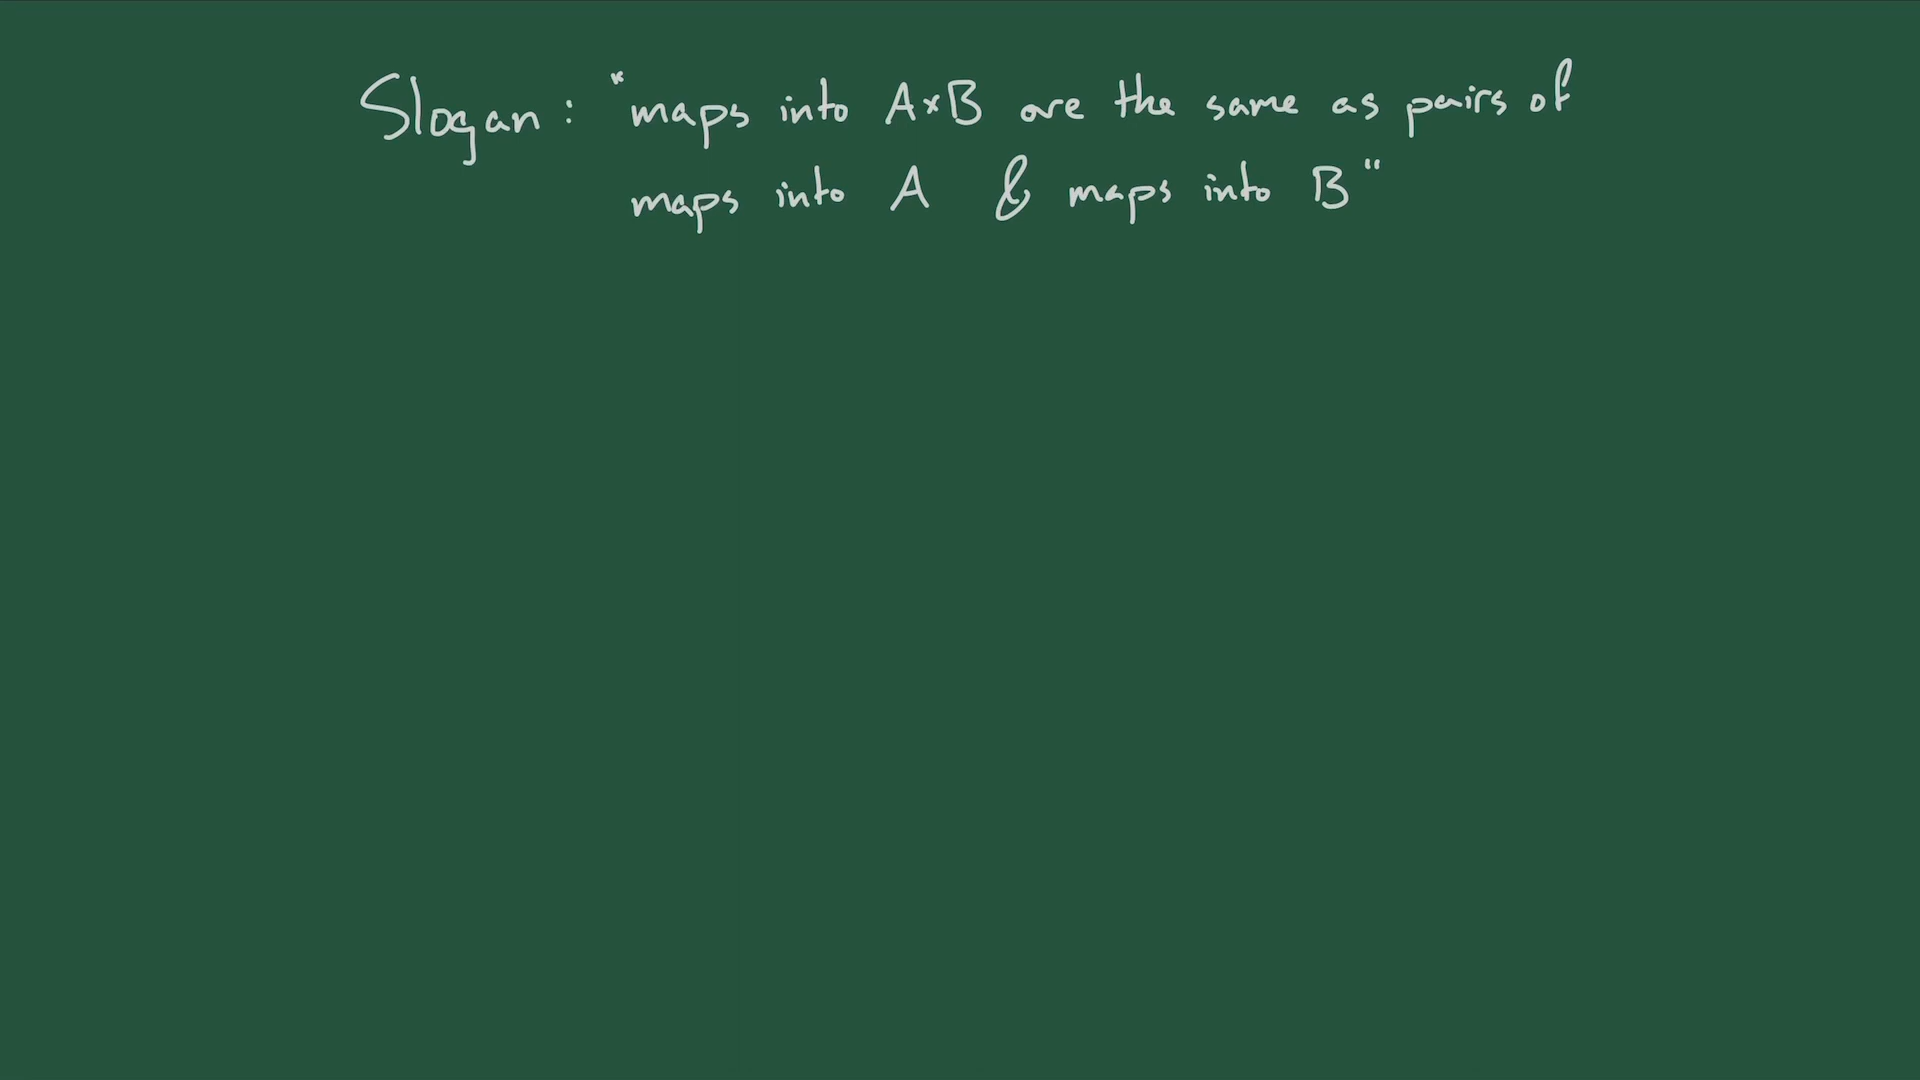 Slogan: "maps into A×B are the same as pairs of
maps into A & maps into B"